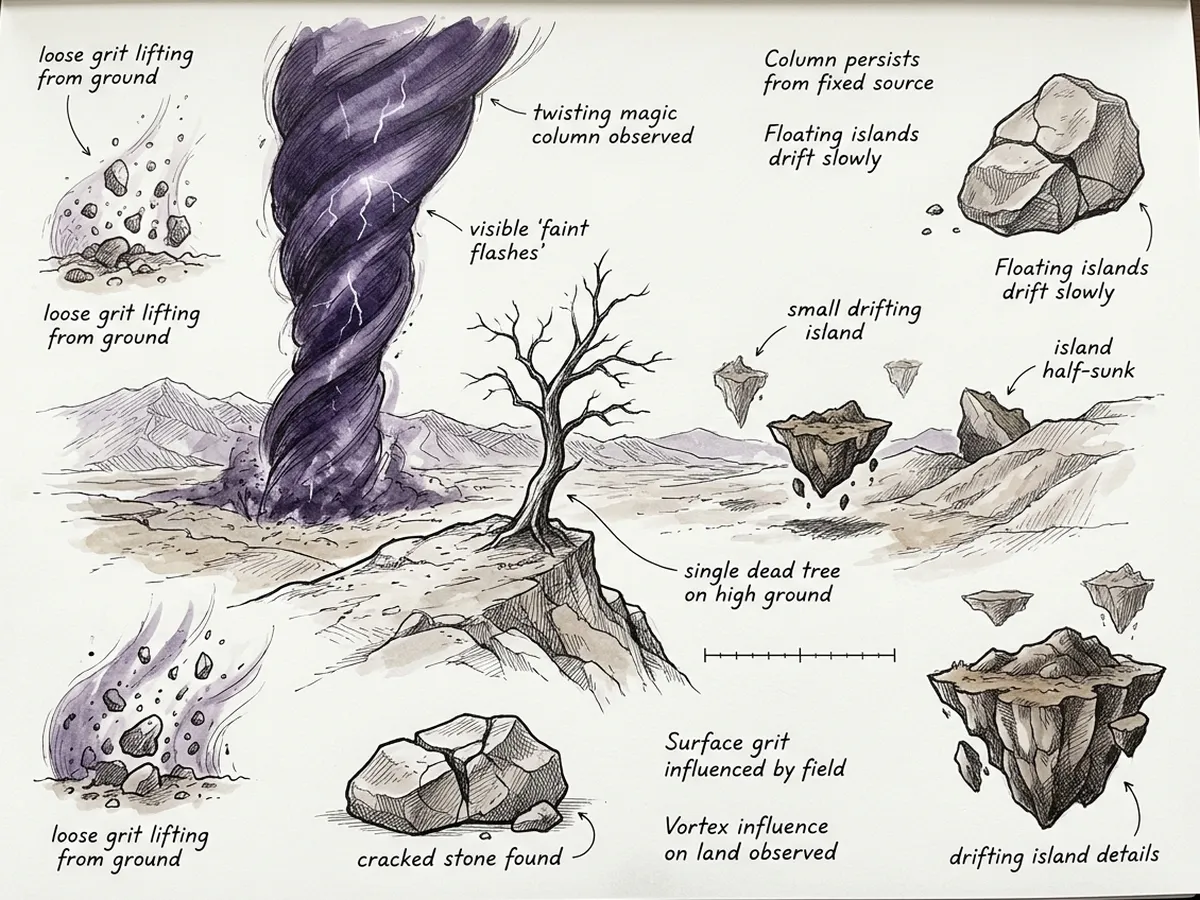 loose grit lifting
from ground
twisting magic
column observed
visible 'faint
flashes'
Column persists
from fixed source
Floating islands
drift slowly
Floating islands
drift slowly
loose grit lifting
from ground
small drifting
island
island
half-sunk
single dead tree
on high ground
loose grit lifting
from ground
cracked stone found
Surface grit
influenced by field
Vortex influence
on land observed
drifting island details